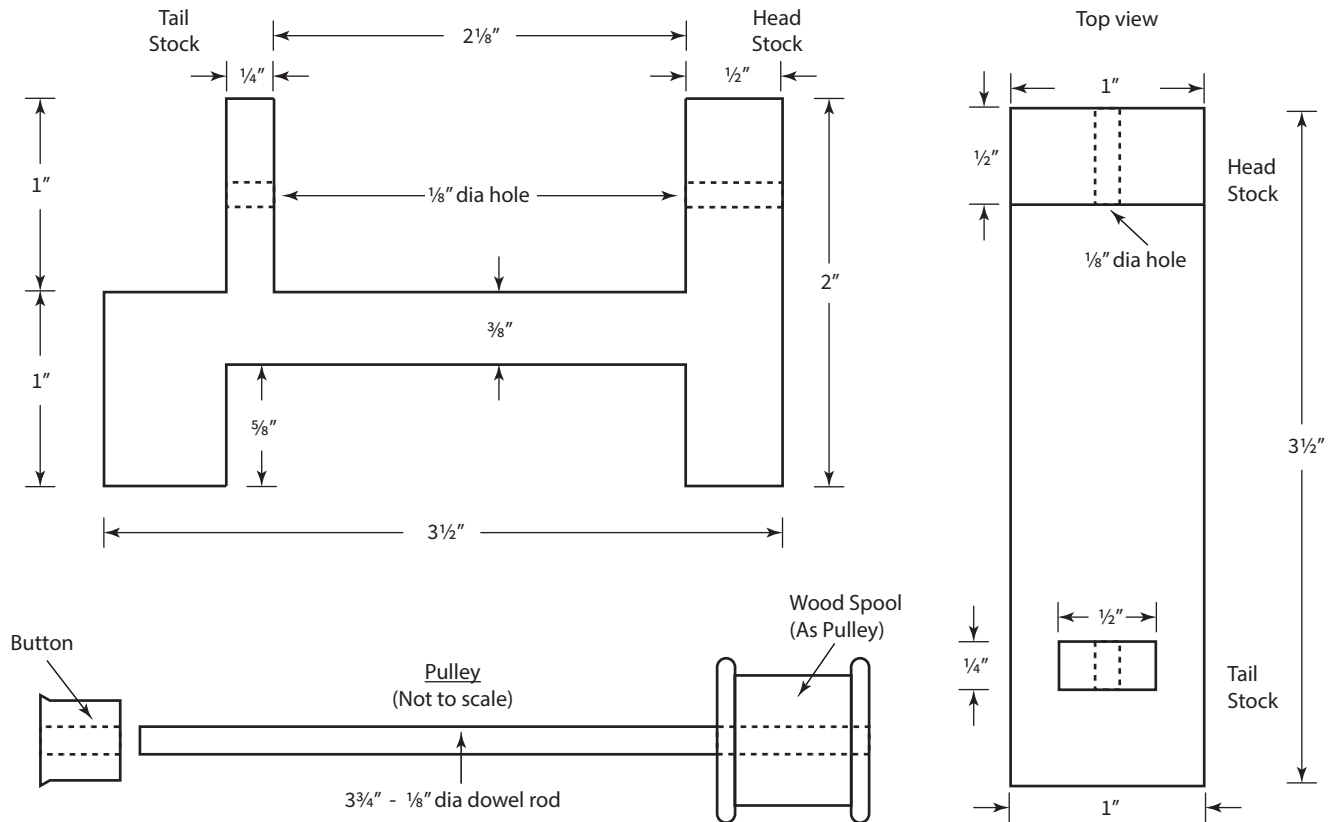 Tail
Stock
2⅛”
Head
Stock
¼”
½”
1”
⅛” dia hole
2”
1”
⅜”
⅝”
3½”
Top view
1”
½”
Head
Stock
⅛” dia hole
3½”
½”
¼”
Tail
Stock
1”
Button
Pulley
(Not to scale)
Wood Spool
(As Pulley)
3¾” - ⅛” dia dowel rod